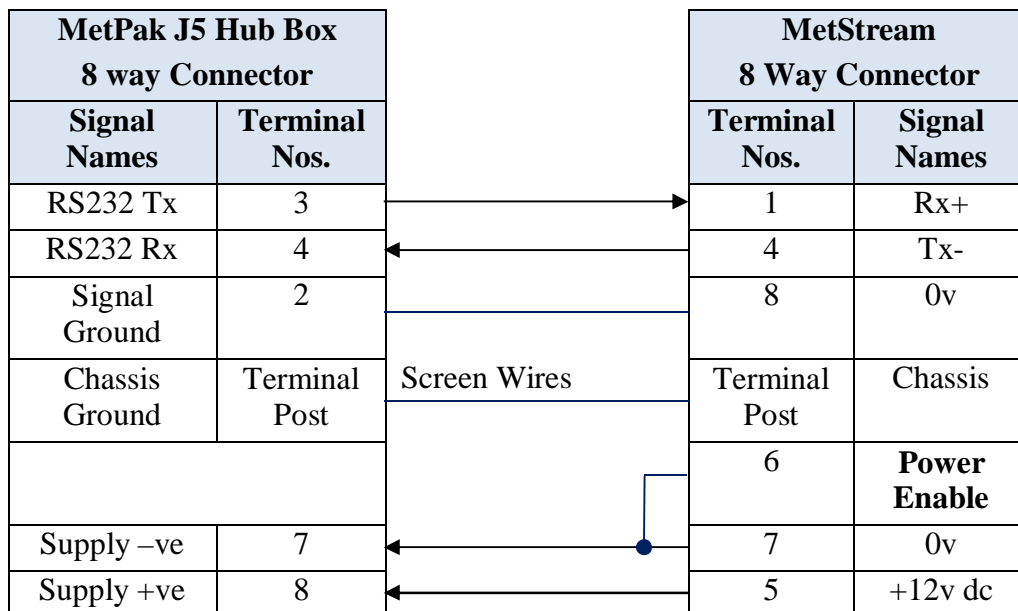 MetPak J5 Hub Box
8 way Connector
MetStream
8 Way Connector
Signal Names Terminal Nos. Terminal Nos. Signal Names
RS232 Tx 3 1 Rx+
RS232 Rx 4 4 Tx-
Signal Ground 2 8 0v
Chassis Ground Terminal Post Screen Wires Terminal Post Chassis
6 Power Enable
Supply –ve 7 7 0v
Supply +ve 8 5 +12v dc